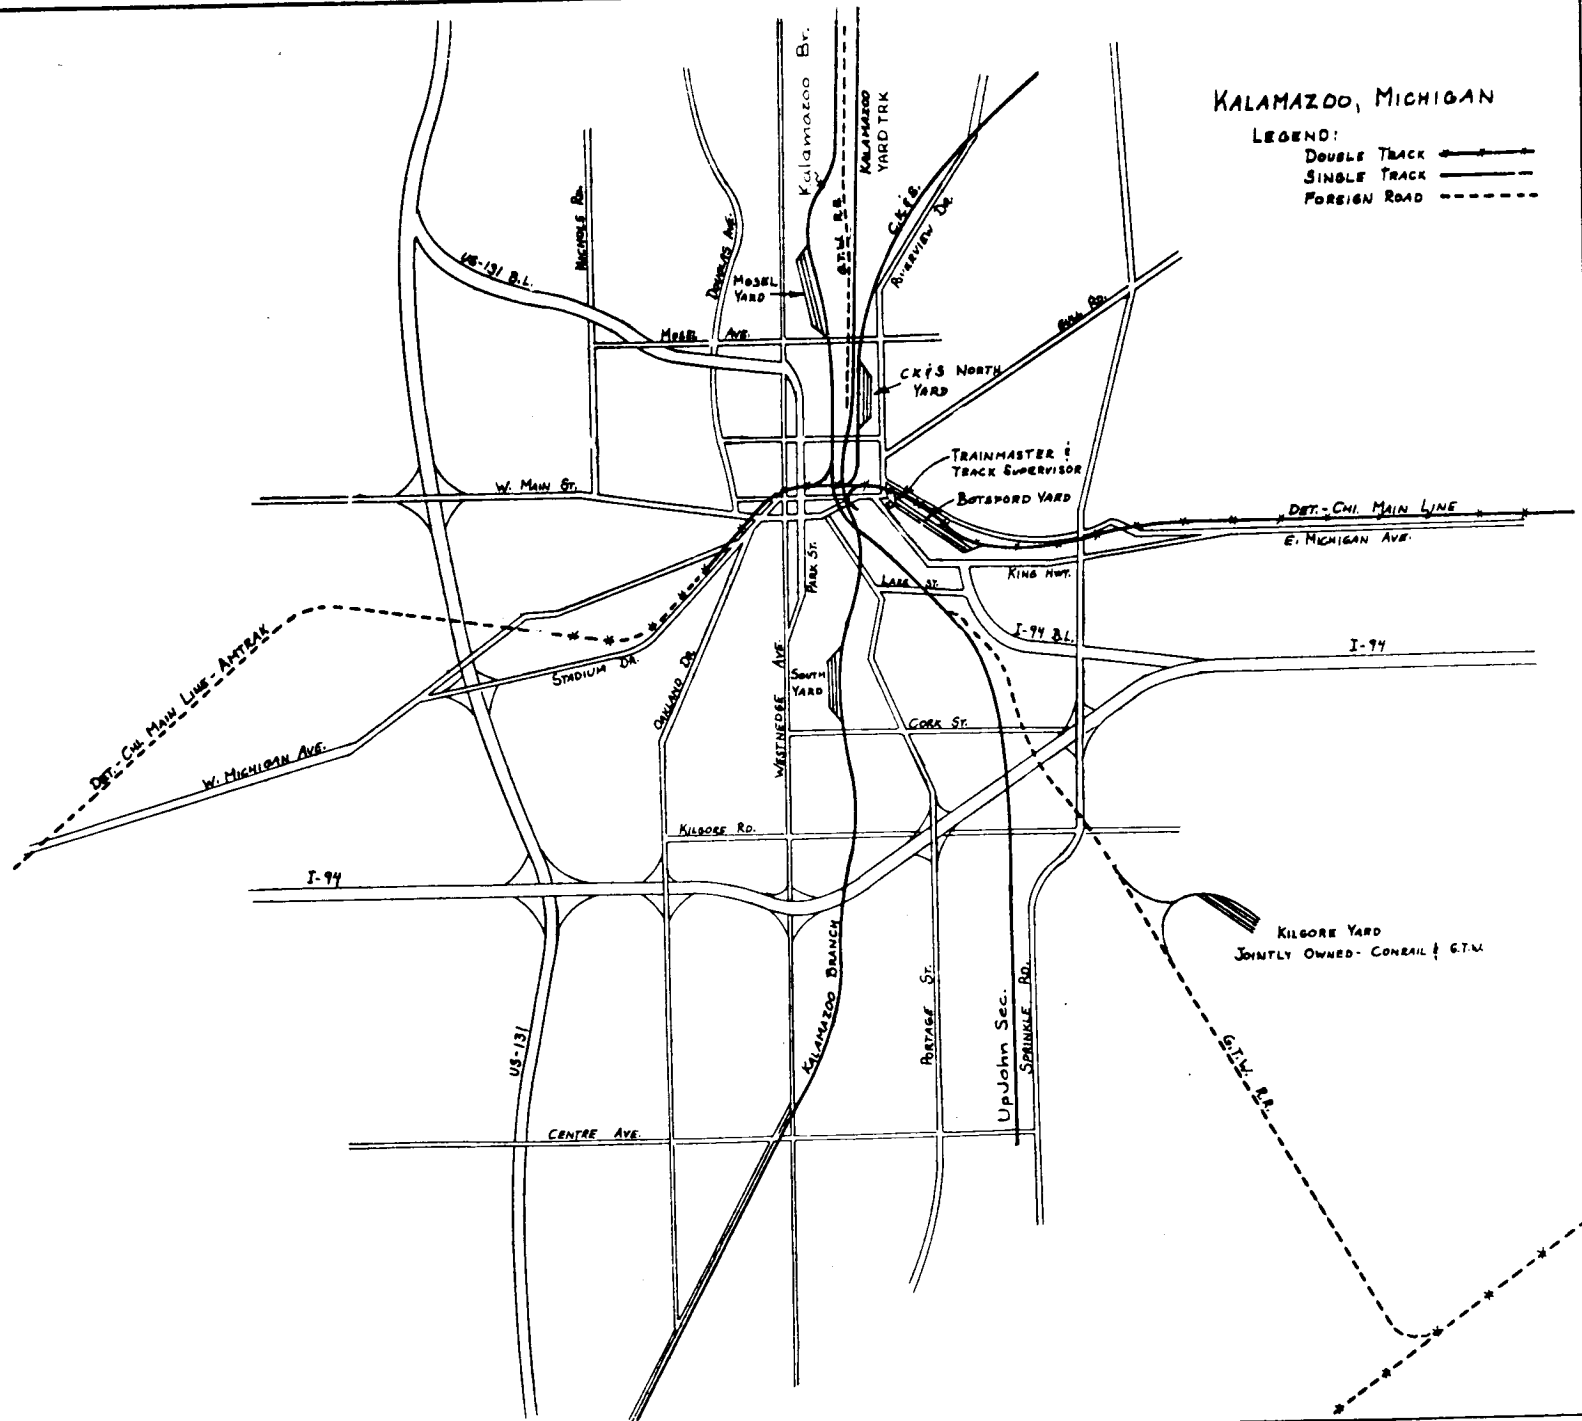 KALAMAZOO, MICHIGAN
LEGEND:
DOUBLE TRACK
SINGLE TRACK
FOREIGN ROAD
Kalamazoo Br.
KALAMAZOO
YARD TRK
G.T.W. R.R.
C.K.&S.
RIVERVIEW DR.
NICHOLS RD.
DOUGLAS AVE.
US-131 B.L.
MOSEL
YARD
MOSEL AVE.
GULL RD.
CK&S NORTH
YARD
TRAINMASTER &
TRACK SUPERVISOR
BOTSFORD YARD
W. MAIN ST.
DET.-CHI. MAIN LINE
E. MICHIGAN AVE.
PARK ST.
KING HWY.
LAKE ST.
I-94 B.L.
I-94
DET.-CHI MAIN LINE-AMTRAK
STADIUM DR.
OAKLAND DR.
WESTNEDGE AVE.
SOUTH
YARD
CORK ST.
W. MICHIGAN AVE.
KILGORE RD.
I-94
KILGORE YARD
JOINTLY OWNED- CONRAIL & G.T.W.
KALAMAZOO BRANCH
PORTAGE ST.
UpJohn Sec.
SPRINKLE RD.
US-131
G.T.W. R.R.
CENTRE AVE.